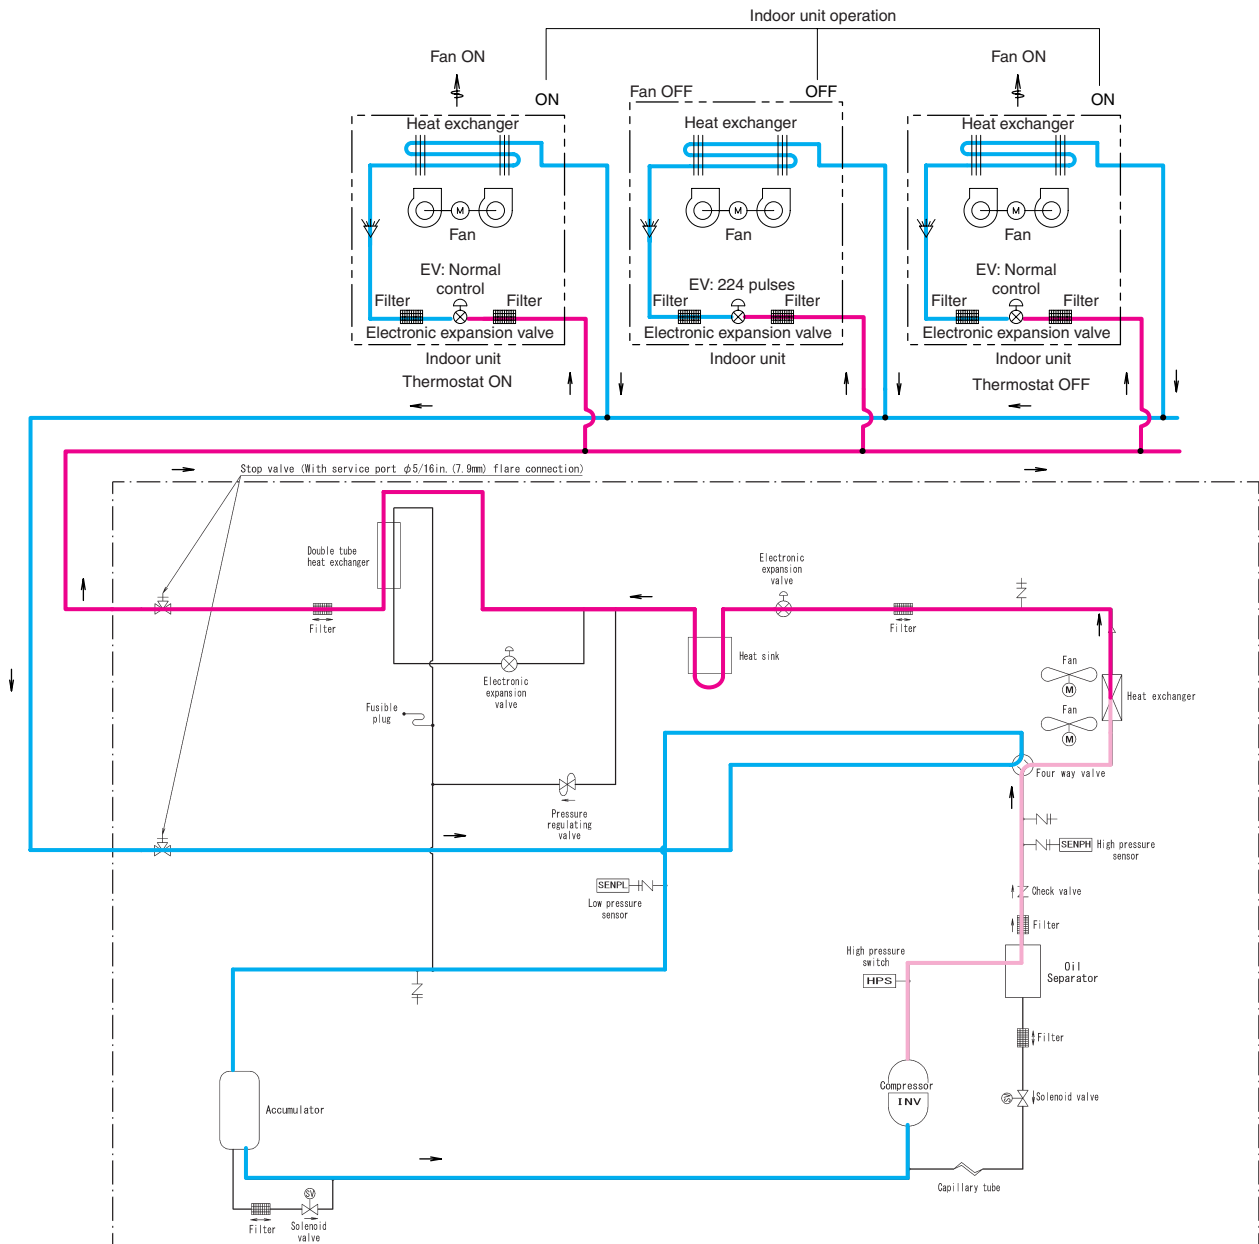 Indoor unit operation
Fan ON
Fan ON
Fan OFF
ON
OFF
ON
Heat exchanger
Heat exchanger
Heat exchanger
M
M
M
Fan
Fan
Fan
EV: Normal
control
EV: 224 pulses
EV: Normal
control
Filter
Filter
Filter
Filter
Filter
Filter
Electronic expansion valve
Electronic expansion valve
Electronic expansion valve
Indoor unit
Indoor unit
Indoor unit
Thermostat ON
Thermostat OFF
Stop valve (With service port φ5/16in. (7.9mm) flare connection)
Double tube
heat exchanger
Electronic
expansion
valve
Filter
Filter
Heat sink
Fan
M
Fan
M
Heat exchanger
Electronic
expansion
valve
Fusible
plug
Four way valve
Pressure
regulating
valve
SENPH
High pressure
sensor
SENPL
Low pressure
sensor
Check valve
Filter
High pressure
switch
HPS
Oil
Separator
Filter
Compressor
INV
SV
Solenoid valve
Accumulator
Capillary tube
SV
Filter
Solenoid
valve